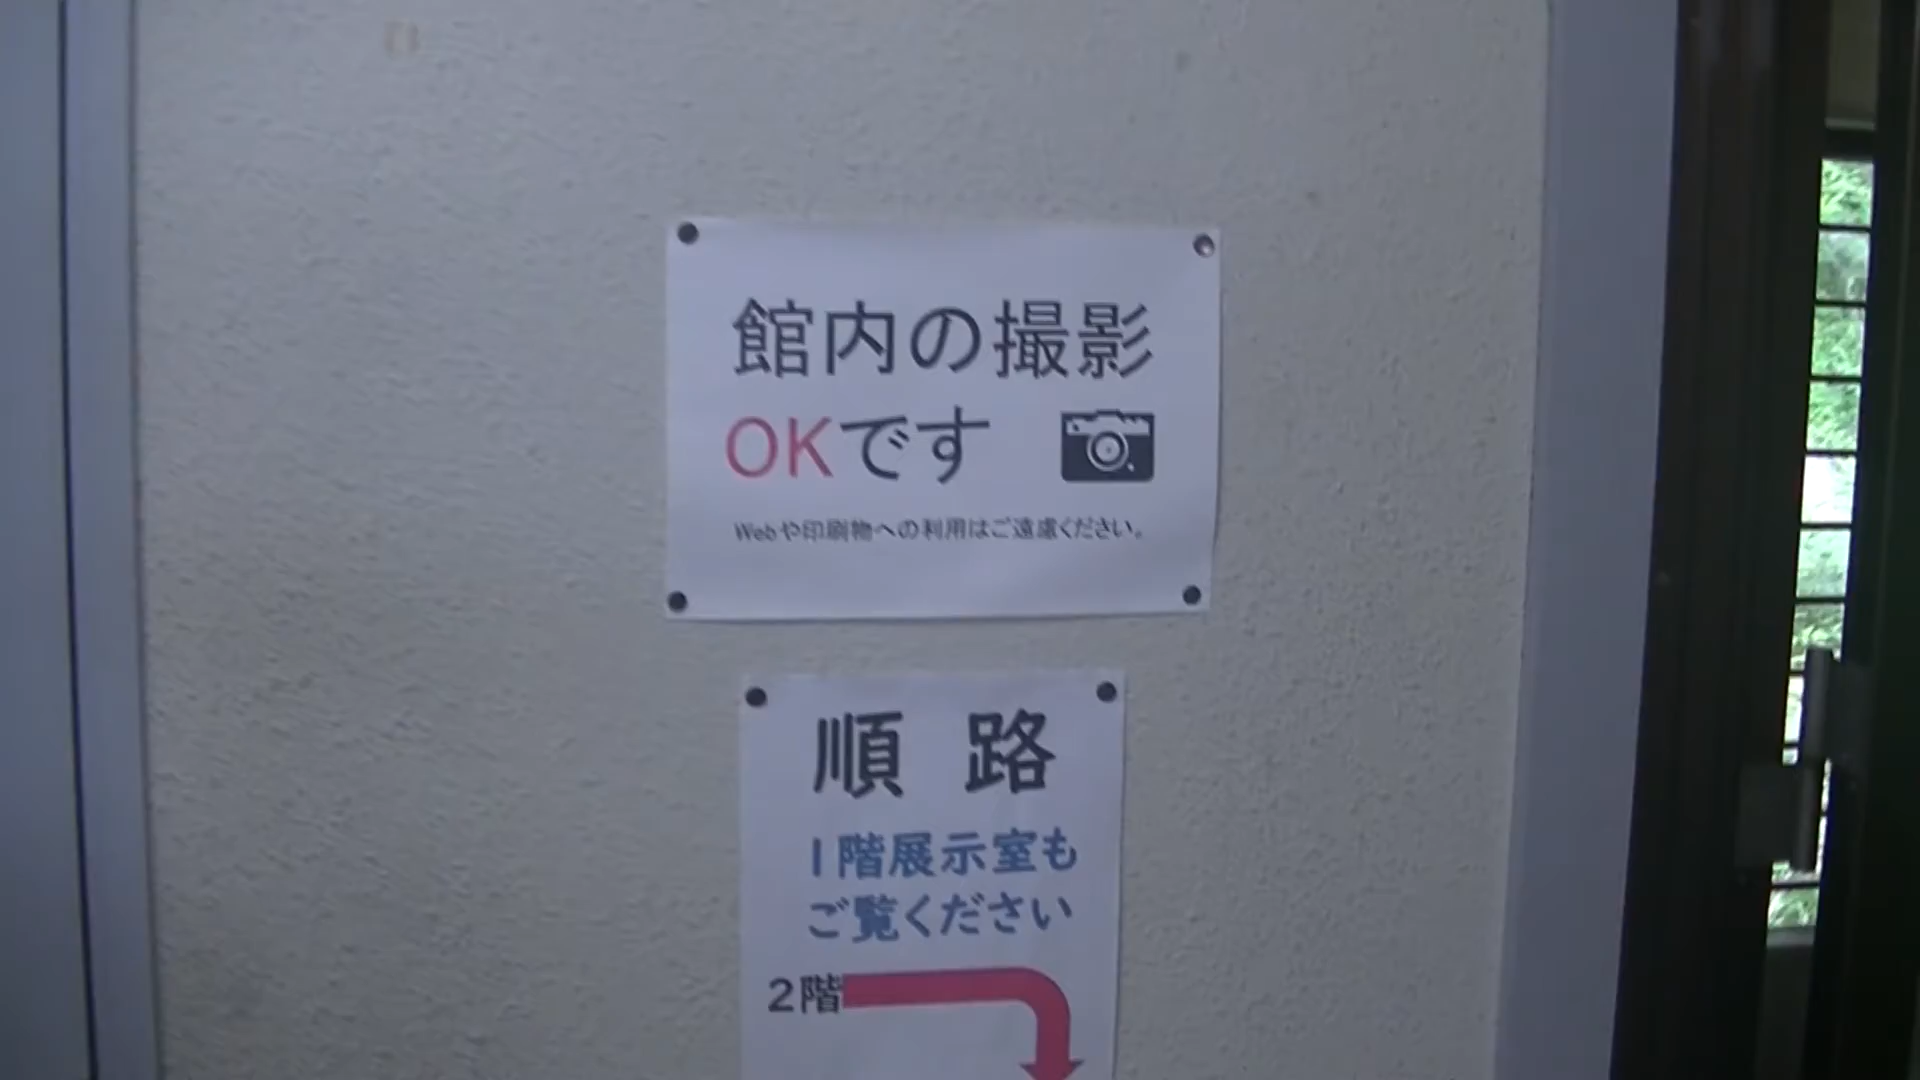 館内の撮影
OKです
Webや印刷物への利用はご遠慮ください。
順 路
1階展示室も
ご覧ください
2階